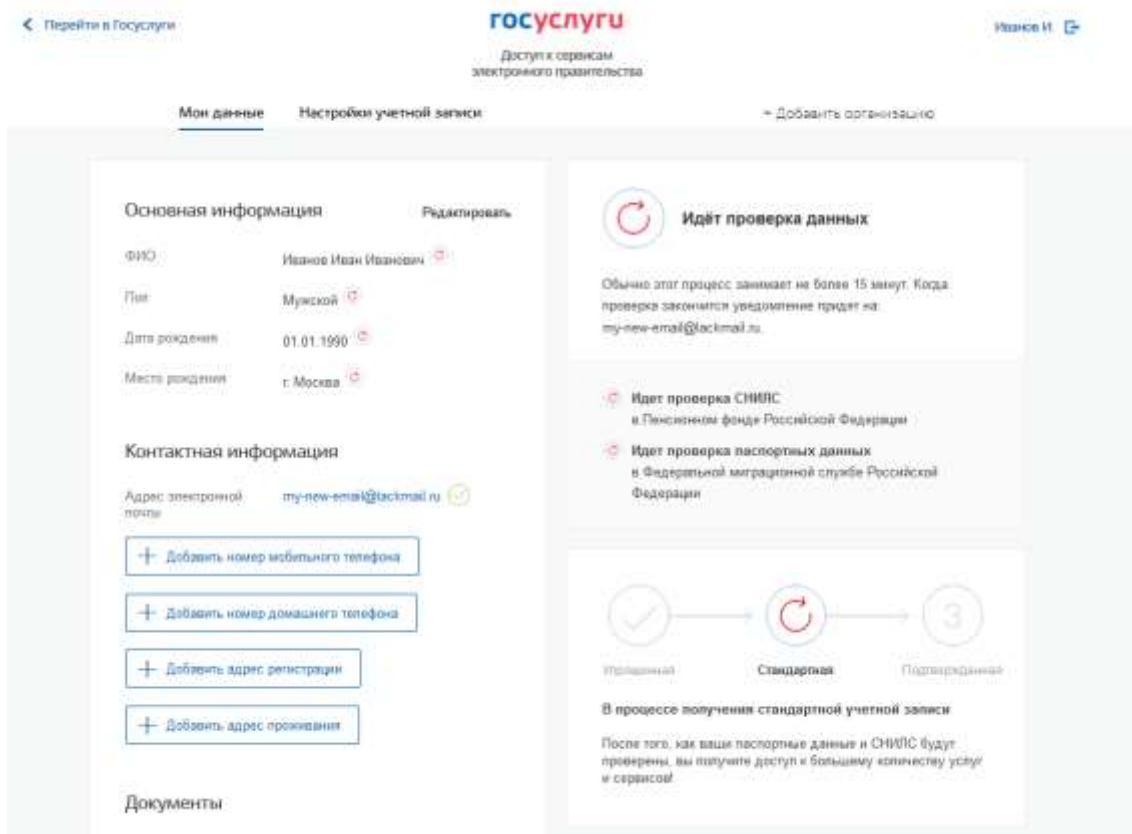 Перейти в Госуслуги
госуслуги
Иванов И.
Доступ к сервисам
электронного правительства
Мои данные
Настройки учетной записи
+ Добавить организацию
Основная информация
Редактировать
ФИО
Иванов Иван Иванович
Пол
Мужской
Дата рождения
01.01.1990
Место рождения
г. Москва
Контактная информация
Адрес электронной
почты
my-new-email@lackmail.ru
+ Добавить номер мобильного телефона
+ Добавить номер домашнего телефона
+ Добавить адрес регистрации
+ Добавить адрес проживания
Документы
Идёт проверка данных
Обычно этот процесс занимает не более 15 минут. Когда
проверка закончится уведомление придет на:
my-new-email@lackmail.ru.
Идет проверка СНИЛС
в Пенсионном фонде Российской Федерации
Идет проверка паспортных данных
в Федеральной миграционной службе Российской
Федерации
3
Упрощенная
Стандартная
Подтвержденная
В процессе получения стандартной учетной записи
После того, как ваши паспортные данные и СНИЛС будут
проверены, вы получите доступ к большему количеству услуг
и сервисов!